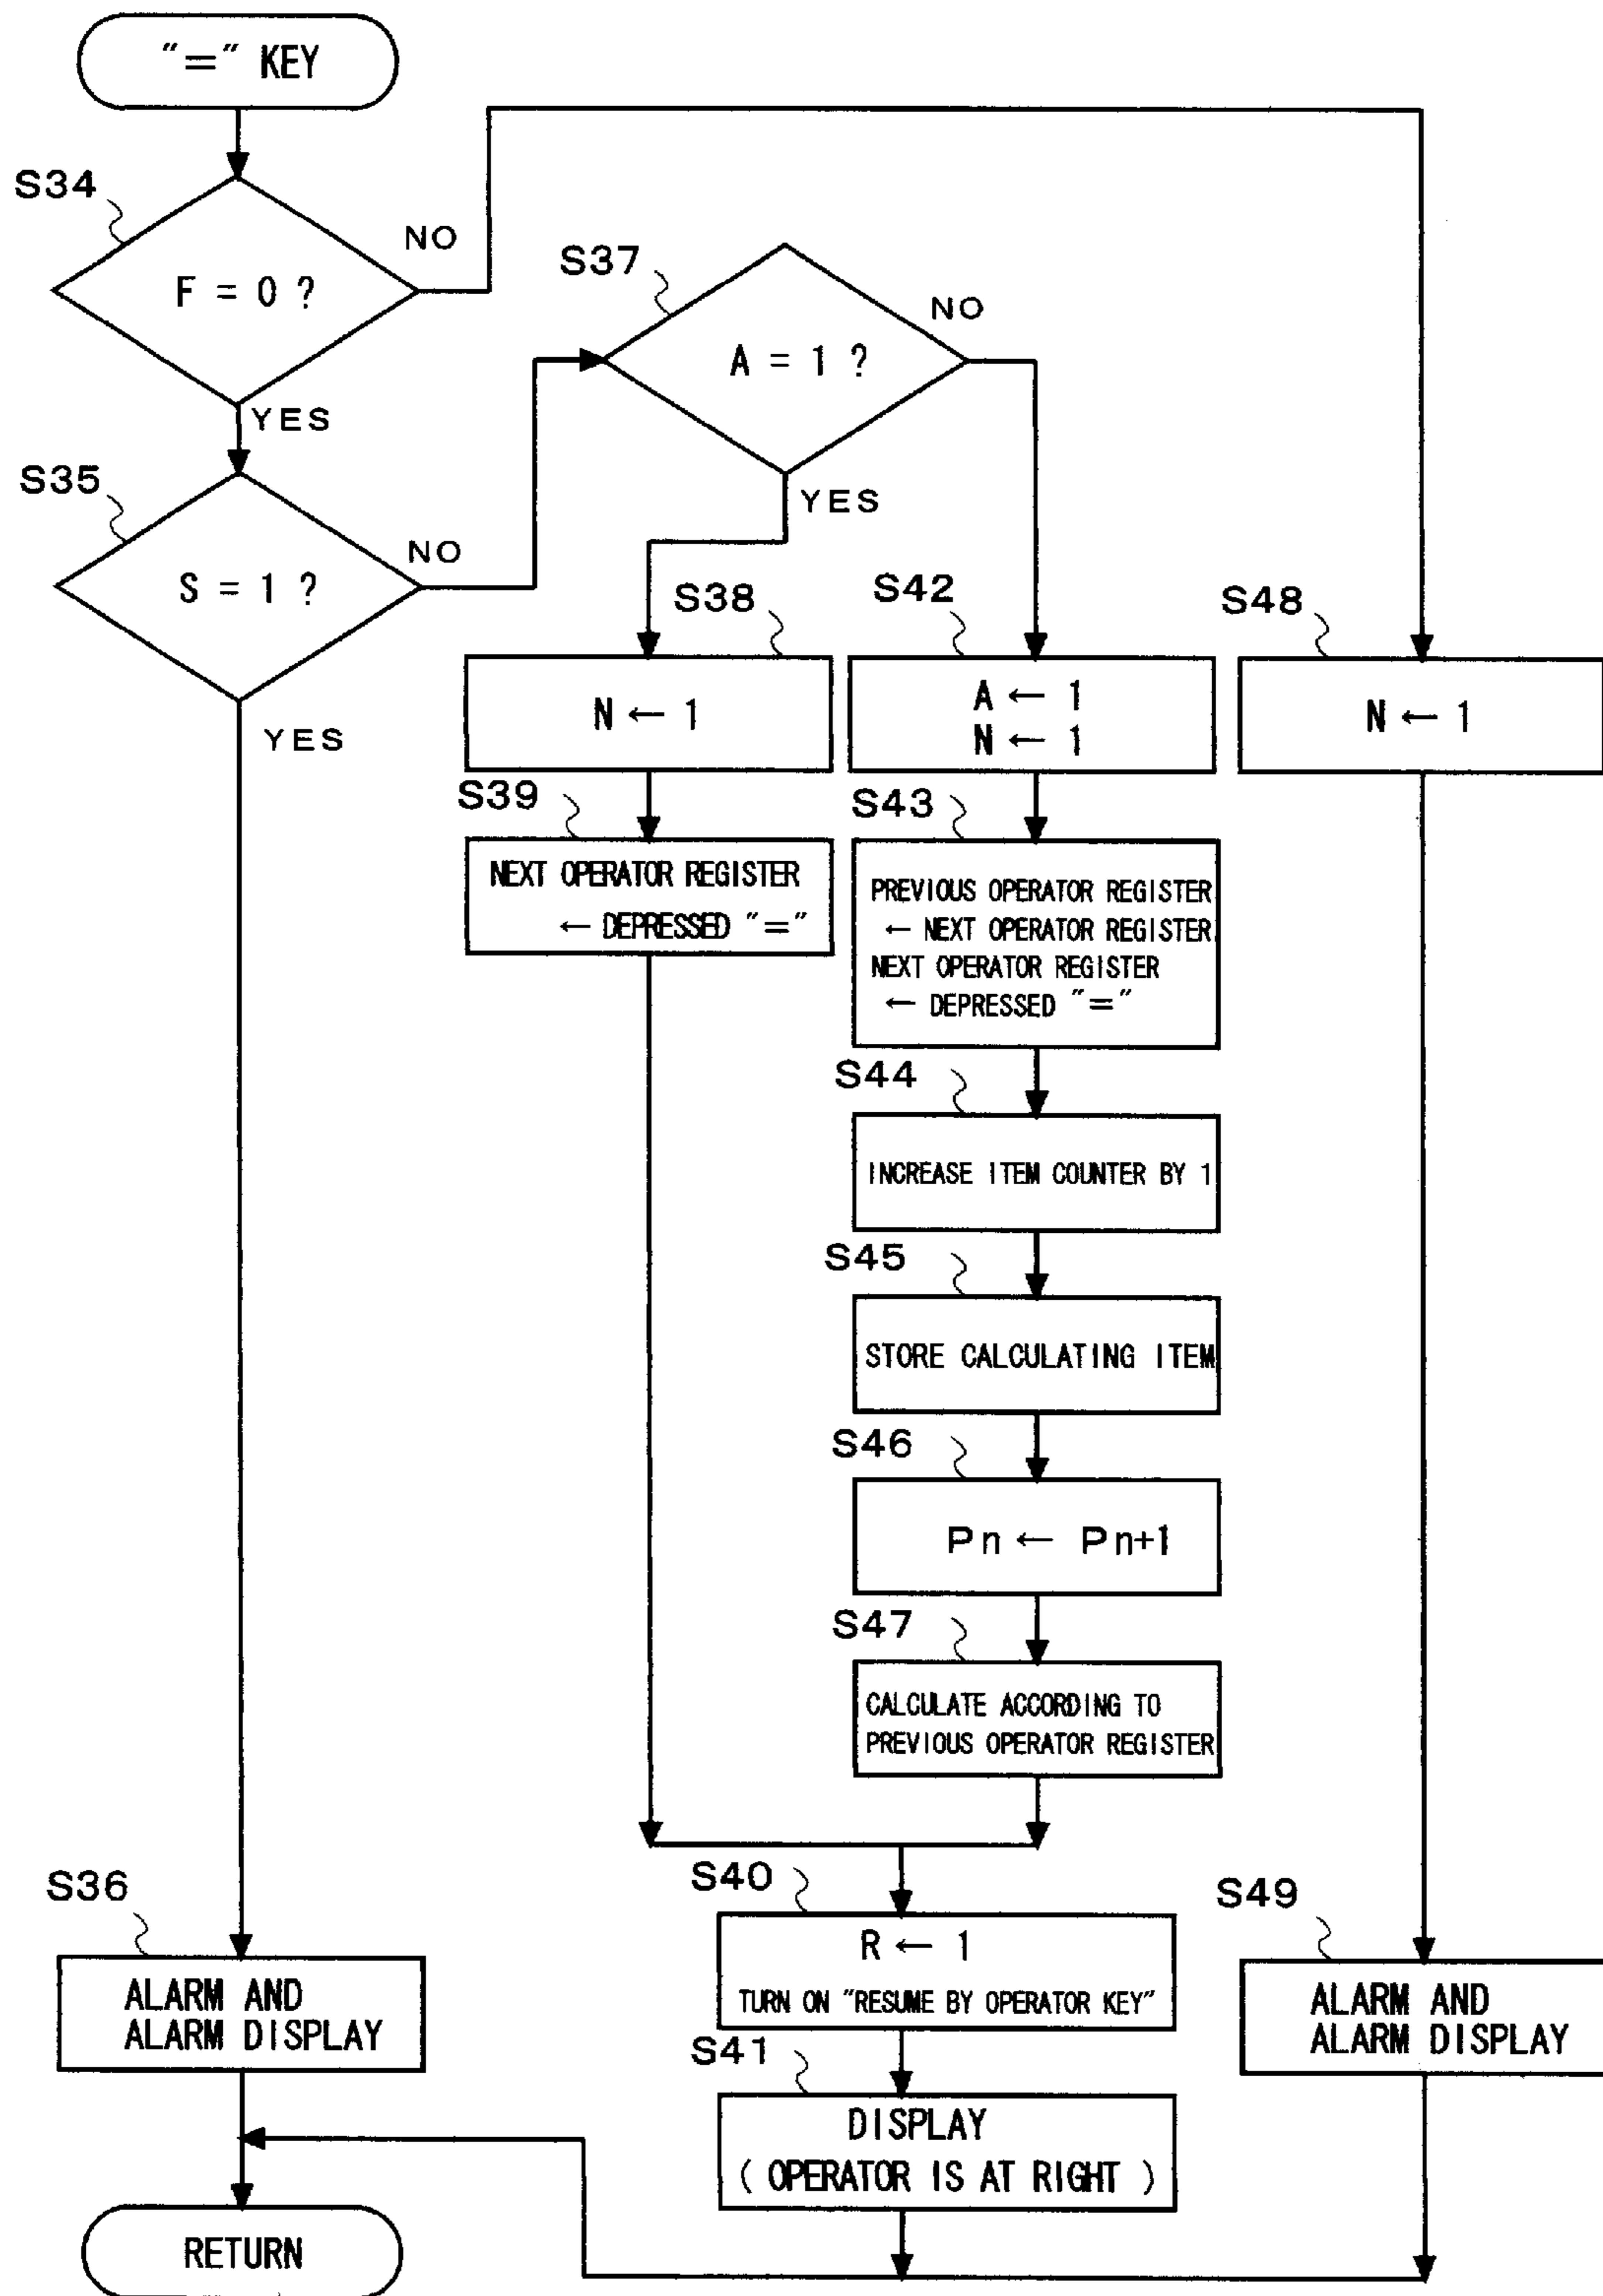 "=" KEY
S34
F = 0 ?
NO
YES
S35
S = 1 ?
NO
YES
S37
A = 1 ?
NO
YES
S38
N ← 1
S39
NEXT OPERATOR REGISTER
← DEPRESSED "="
S42
A ← 1
N ← 1
S43
PREVIOUS OPERATOR REGISTER
← NEXT OPERATOR REGISTER
NEXT OPERATOR REGISTER
← DEPRESSED "="
S44
INCREASE ITEM COUNTER BY 1
S45
STORE CALCULATING ITEM
S46
Pn ← Pn+1
S47
CALCULATE ACCORDING TO
PREVIOUS OPERATOR REGISTER
S48
N ← 1
S36
ALARM AND
ALARM DISPLAY
S40
R ← 1
TURN ON "RESUME BY OPERATOR KEY"
S41
DISPLAY
( OPERATOR IS AT RIGHT )
S49
ALARM AND
ALARM DISPLAY
RETURN